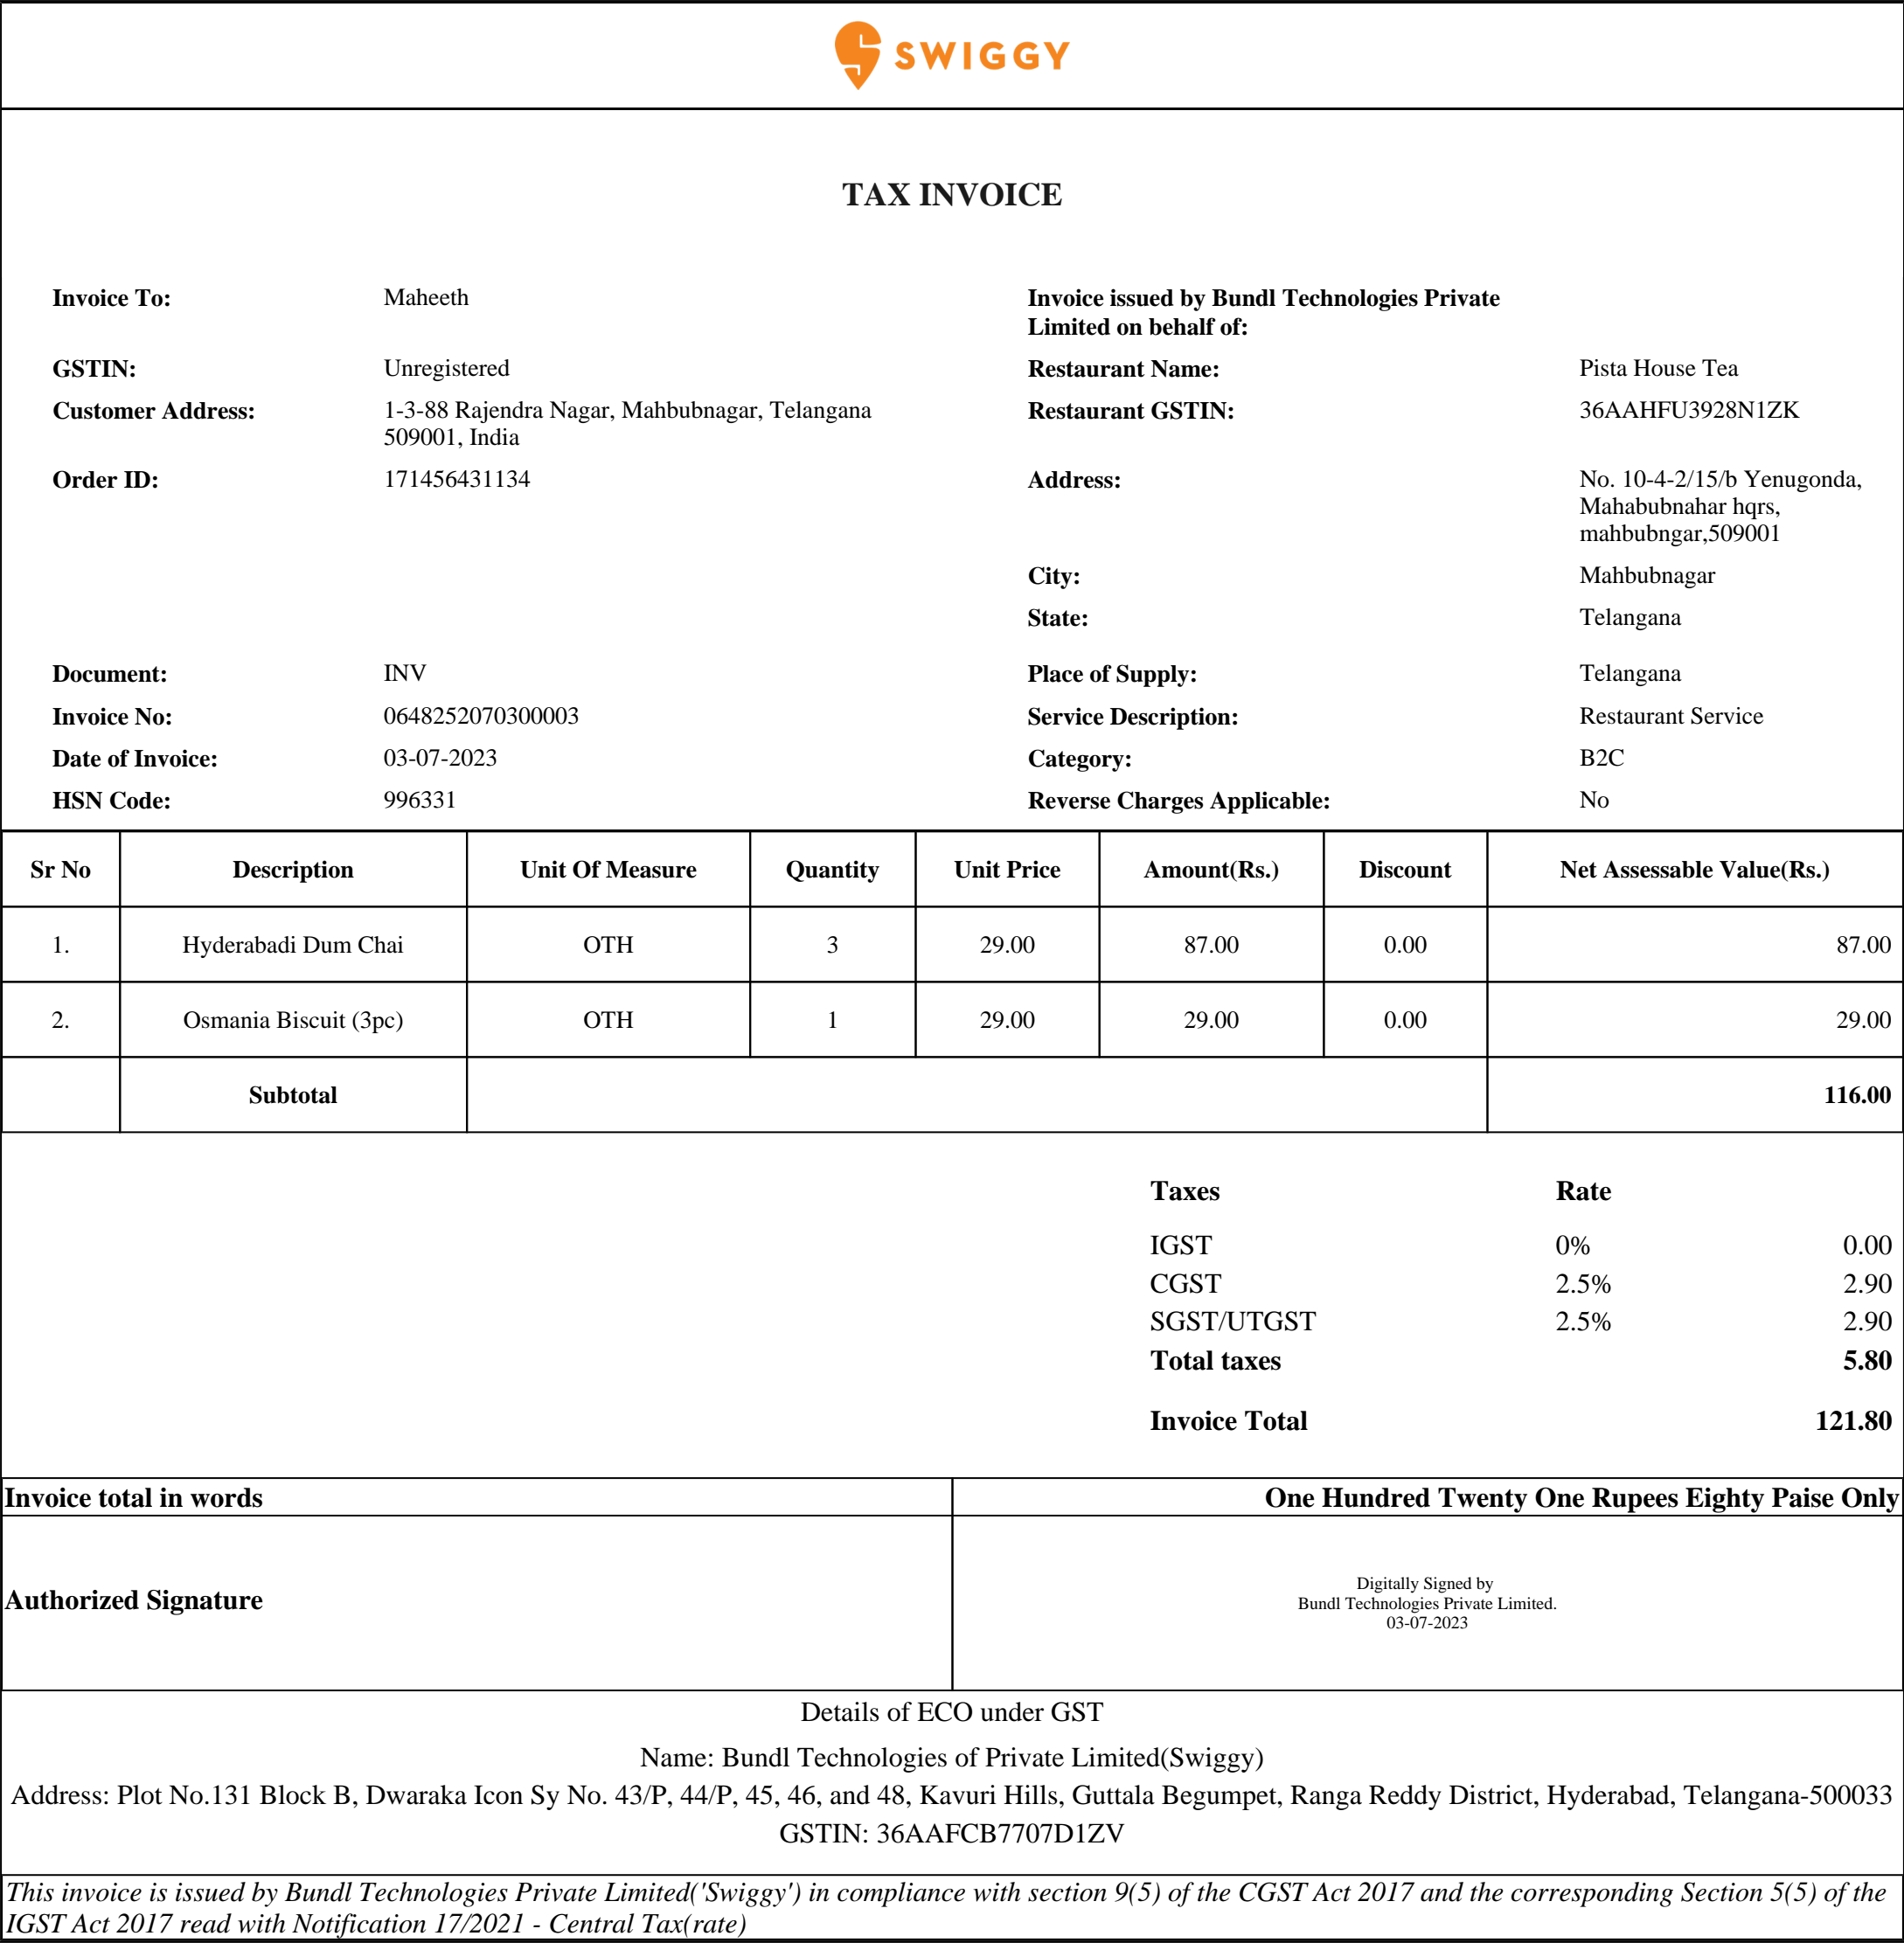 SWIGGY
TAX INVOICE
Invoice To: Maheeth
Invoice issued by Bundl Technologies Private
Limited on behalf of:
GSTIN: Unregistered
Restaurant Name: Pista House Tea
Customer Address: 1-3-88 Rajendra Nagar, Mahbubnagar, Telangana
509001, India
Restaurant GSTIN: 36AAHFU3928N1ZK
Order ID: 171456431134
Address: No. 10-4-2/15/b Yenugonda,
Mahabubnahar hqrs,
mahbubngar,509001
City: Mahbubnagar
State: Telangana
Document: INV
Place of Supply: Telangana
Invoice No: 0648252070300003
Service Description: Restaurant Service
Date of Invoice: 03-07-2023
Category: B2C
HSN Code: 996331
Reverse Charges Applicable: No
Sr No Description Unit Of Measure Quantity Unit Price Amount(Rs.) Discount Net Assessable Value(Rs.)
1. Hyderabadi Dum Chai OTH 3 29.00 87.00 0.00 87.00
2. Osmania Biscuit (3pc) OTH 1 29.00 29.00 0.00 29.00
Subtotal 116.00
Taxes Rate
IGST 0% 0.00
CGST 2.5% 2.90
SGST/UTGST 2.5% 2.90
Total taxes 5.80
Invoice Total 121.80
Invoice total in words One Hundred Twenty One Rupees Eighty Paise Only
Authorized Signature
Digitally Signed by
Bundl Technologies Private Limited.
03-07-2023
Details of ECO under GST
Name: Bundl Technologies of Private Limited(Swiggy)
Address: Plot No.131 Block B, Dwaraka Icon Sy No. 43/P, 44/P, 45, 46, and 48, Kavuri Hills, Guttala Begumpet, Ranga Reddy District, Hyderabad, Telangana-500033
GSTIN: 36AAFCB7707D1ZV
This invoice is issued by Bundl Technologies Private Limited('Swiggy') in compliance with section 9(5) of the CGST Act 2017 and the corresponding Section 5(5) of the
IGST Act 2017 read with Notification 17/2021 - Central Tax(rate)